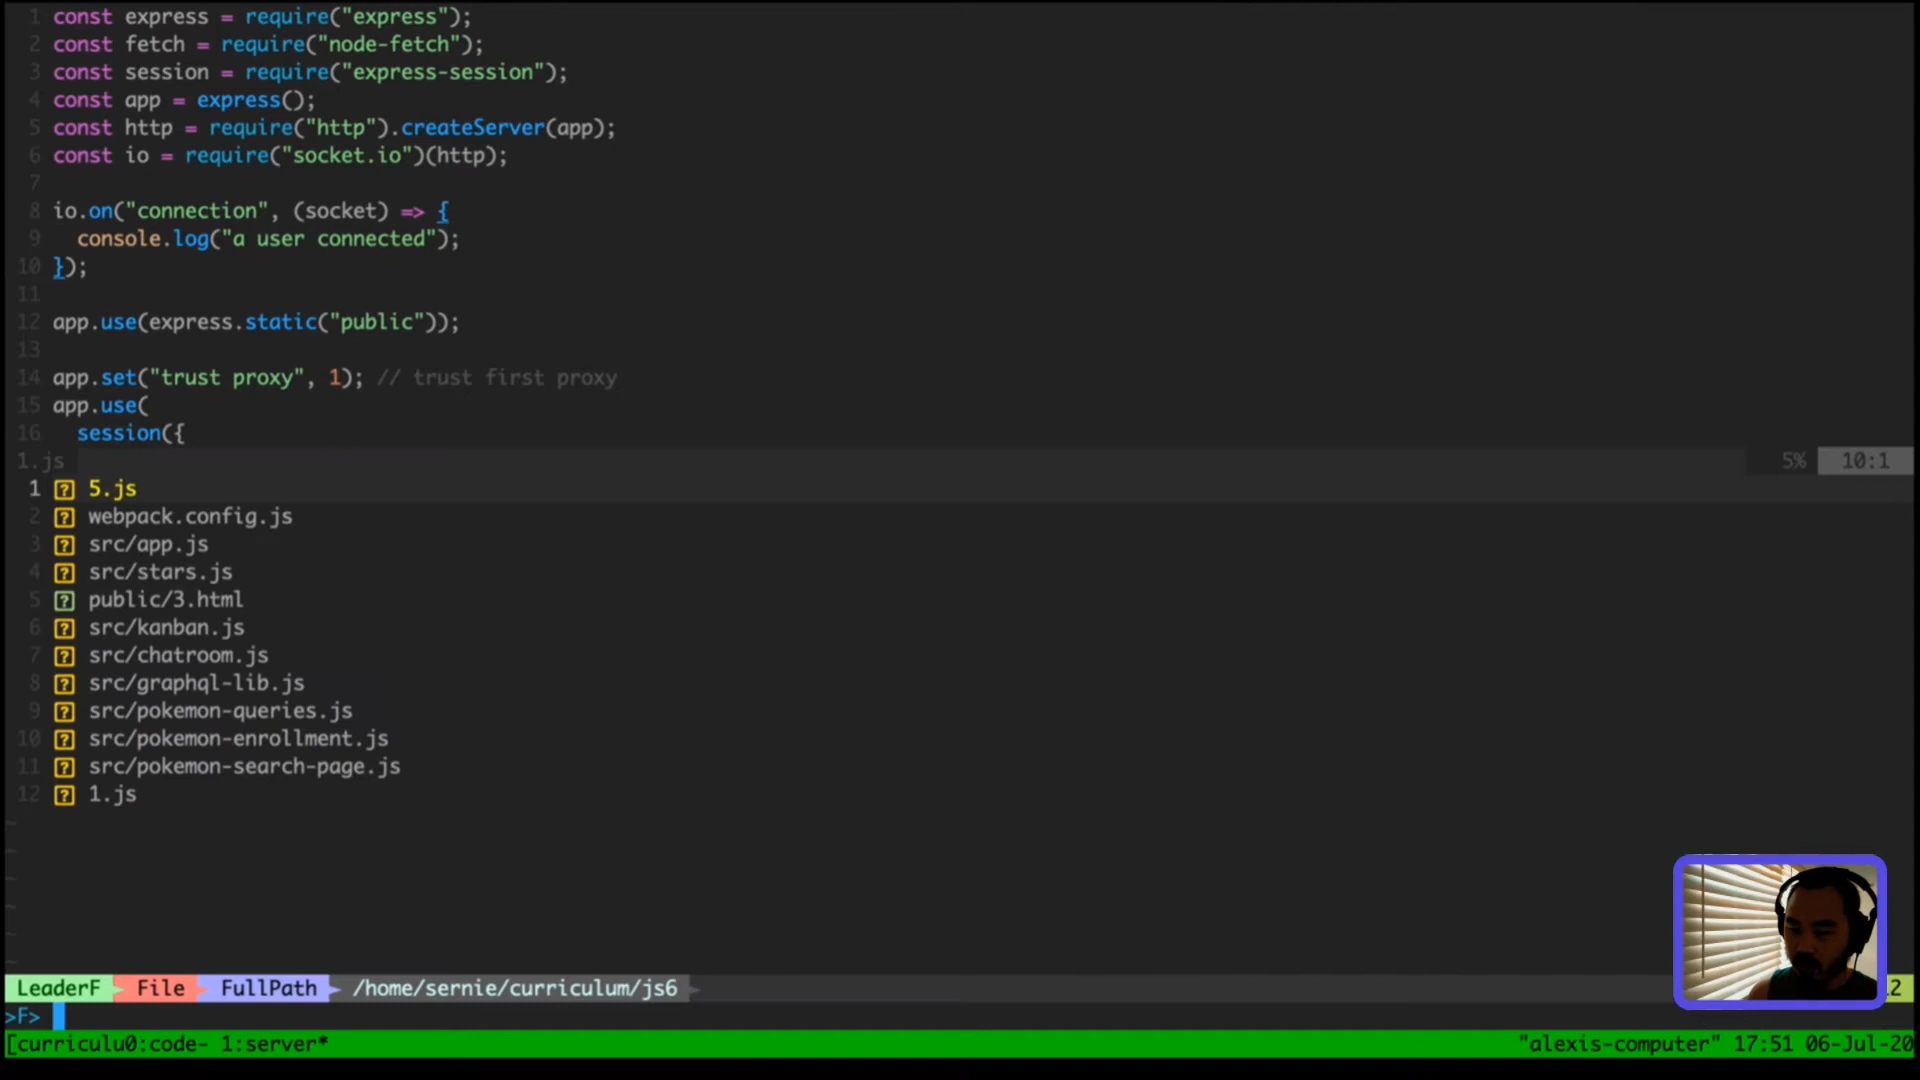 1 const express = require("express");
2 const fetch = require("node-fetch");
3 const session = require("express-session");
4 const app = express();
5 const http = require("http").createServer(app);
6 const io = require("socket.io")(http);
7
8 io.on("connection", (socket) => {
9 console.log("a user connected");
10 });
11
12 app.use(express.static("public"));
13
14 app.set("trust proxy", 1); // trust first proxy
15 app.use(
16 session({
1.js 5% 10:1
1 ? 5.js
2 ? webpack.config.js
3 ? src/app.js
4 ? src/stars.js
5 ? public/3.html
6 ? src/kanban.js
7 ? src/chatroom.js
8 ? src/graphql-lib.js
9 ? src/pokemon-queries.js
10 ? src/pokemon-enrollment.js
11 ? src/pokemon-search-page.js
12 ? 1.js
~
~
~
~
~
~
LeaderF File FullPath /home/sernie/curriculum/js6 2
>F>
[curriculu0:code- 1:server* "alexis-computer" 17:51 06-Jul-20